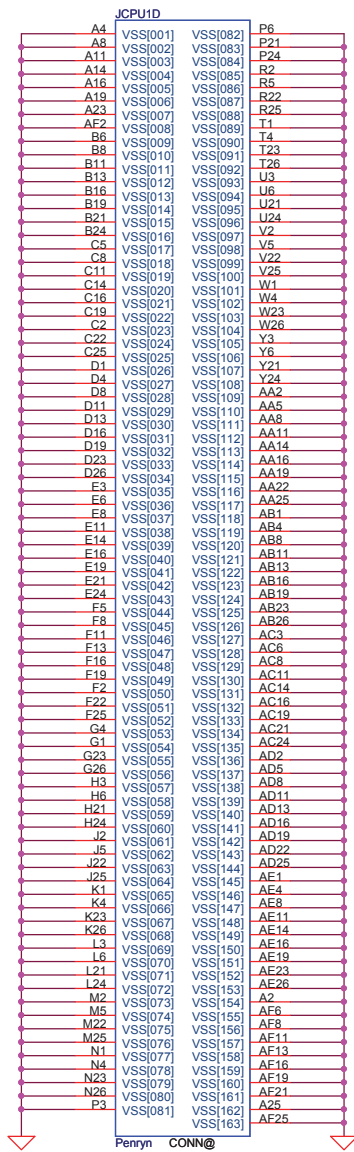 JCPU1D
A4 VSS[001] VSS[082] P6
A8 VSS[002] VSS[083] P21
A11 VSS[003] VSS[084] P24
A14 VSS[004] VSS[085] R2
A16 VSS[005] VSS[086] R5
A19 VSS[006] VSS[087] R22
A23 VSS[007] VSS[088] R25
AF2 VSS[008] VSS[089] T1
B6 VSS[009] VSS[090] T4
B8 VSS[010] VSS[091] T23
B11 VSS[011] VSS[092] T26
B13 VSS[012] VSS[093] U3
B16 VSS[013] VSS[094] U6
B19 VSS[014] VSS[095] U21
B21 VSS[015] VSS[096] U24
B24 VSS[016] VSS[097] V2
C5 VSS[017] VSS[098] V5
C8 VSS[018] VSS[099] V22
C11 VSS[019] VSS[100] V25
C14 VSS[020] VSS[101] W1
C16 VSS[021] VSS[102] W4
C19 VSS[022] VSS[103] W23
C2 VSS[023] VSS[104] W26
C22 VSS[024] VSS[105] Y3
C25 VSS[025] VSS[106] Y6
D1 VSS[026] VSS[107] Y21
D4 VSS[027] VSS[108] Y24
D8 VSS[028] VSS[109] AA2
D11 VSS[029] VSS[110] AA5
D13 VSS[030] VSS[111] AA8
D16 VSS[031] VSS[112] AA11
D19 VSS[032] VSS[113] AA14
D23 VSS[033] VSS[114] AA16
D26 VSS[034] VSS[115] AA19
E3 VSS[035] VSS[116] AA22
E6 VSS[036] VSS[117] AA25
E8 VSS[037] VSS[118] AB1
E11 VSS[038] VSS[119] AB4
E14 VSS[039] VSS[120] AB8
E16 VSS[040] VSS[121] AB11
E19 VSS[041] VSS[122] AB13
E21 VSS[042] VSS[123] AB16
E24 VSS[043] VSS[124] AB19
F5 VSS[044] VSS[125] AB23
F8 VSS[045] VSS[126] AB26
F11 VSS[046] VSS[127] AC3
F13 VSS[047] VSS[128] AC6
F16 VSS[048] VSS[129] AC8
F19 VSS[049] VSS[130] AC11
F2 VSS[050] VSS[131] AC14
F22 VSS[051] VSS[132] AC16
F25 VSS[052] VSS[133] AC19
G4 VSS[053] VSS[134] AC21
G1 VSS[054] VSS[135] AC24
G23 VSS[055] VSS[136] AD2
G26 VSS[056] VSS[137] AD5
H3 VSS[057] VSS[138] AD8
H6 VSS[058] VSS[139] AD11
H21 VSS[059] VSS[140] AD13
H24 VSS[060] VSS[141] AD16
J2 VSS[061] VSS[142] AD19
J5 VSS[062] VSS[143] AD22
J22 VSS[063] VSS[144] AD25
J25 VSS[064] VSS[145] AE1
K1 VSS[065] VSS[146] AE4
K4 VSS[066] VSS[147] AE8
K23 VSS[067] VSS[148] AE11
K26 VSS[068] VSS[149] AE14
L3 VSS[069] VSS[150] AE16
L6 VSS[070] VSS[151] AE19
L21 VSS[071] VSS[152] AE23
L24 VSS[072] VSS[153] AE26
M2 VSS[073] VSS[154] A2
M5 VSS[074] VSS[155] AF6
M22 VSS[075] VSS[156] AF8
M25 VSS[076] VSS[157] AF11
N1 VSS[077] VSS[158] AF13
N4 VSS[078] VSS[159] AF16
N23 VSS[079] VSS[160] AF19
N26 VSS[080] VSS[161] AF21
P3 VSS[081] VSS[162] A25
VSS[163] AF25
Penryn CONN@